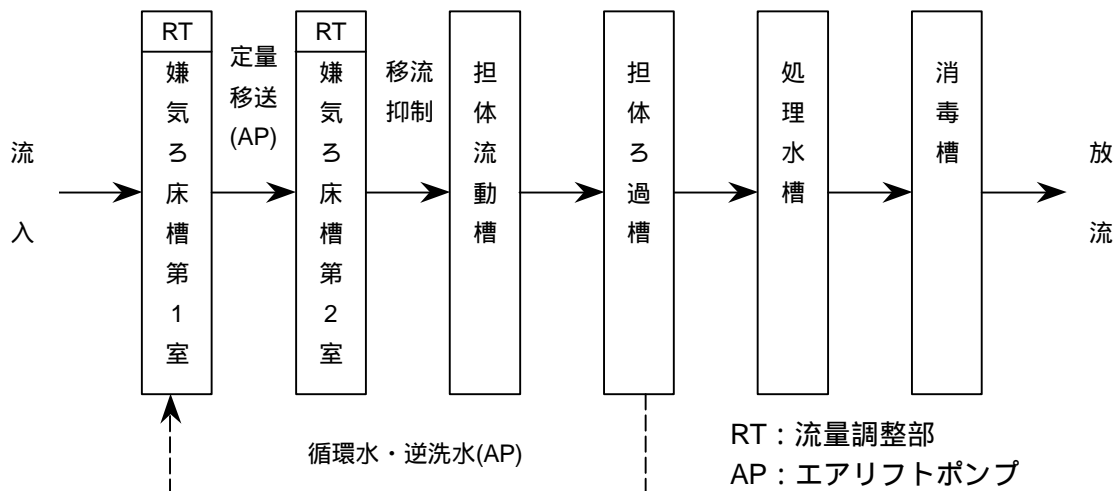 流入
RT
嫌気ろ床槽第1室
定量
移送
(AP)
RT
嫌気ろ床槽第2室
移流
抑制
担体流動槽
担体ろ過槽
処理水槽
消毒槽
放流
循環水・逆洗水(AP)
RT：流量調整部
AP：エアリフトポンプ